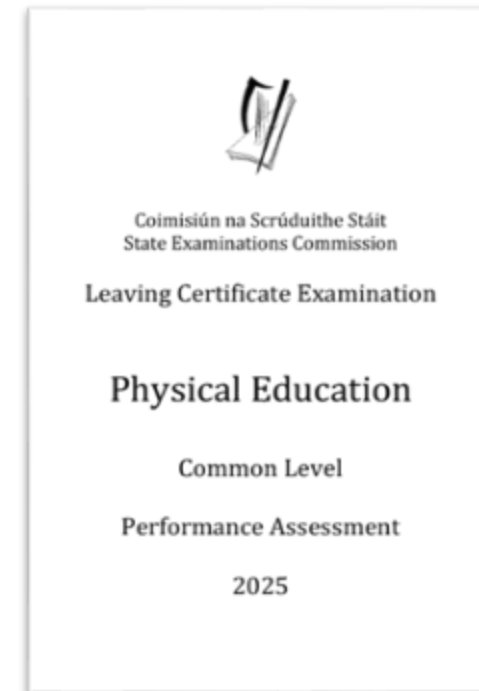 Coimisiún na Scrúduithe Stáit
State Examinations Commission
Leaving Certificate Examination
Physical Education
Common Level
Performance Assessment
2025